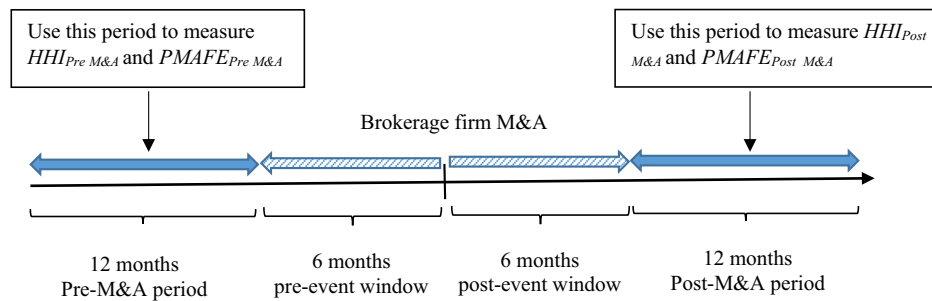 Use this period to measure
HHIPre M&A and PMAFEPre M&A
Use this period to measure HHIPost
M&A and PMAFEPost M&A
Brokerage firm M&A
12 months
Pre-M&A period
6 months
pre-event window
6 months
post-event window
12 months
Post-M&A period